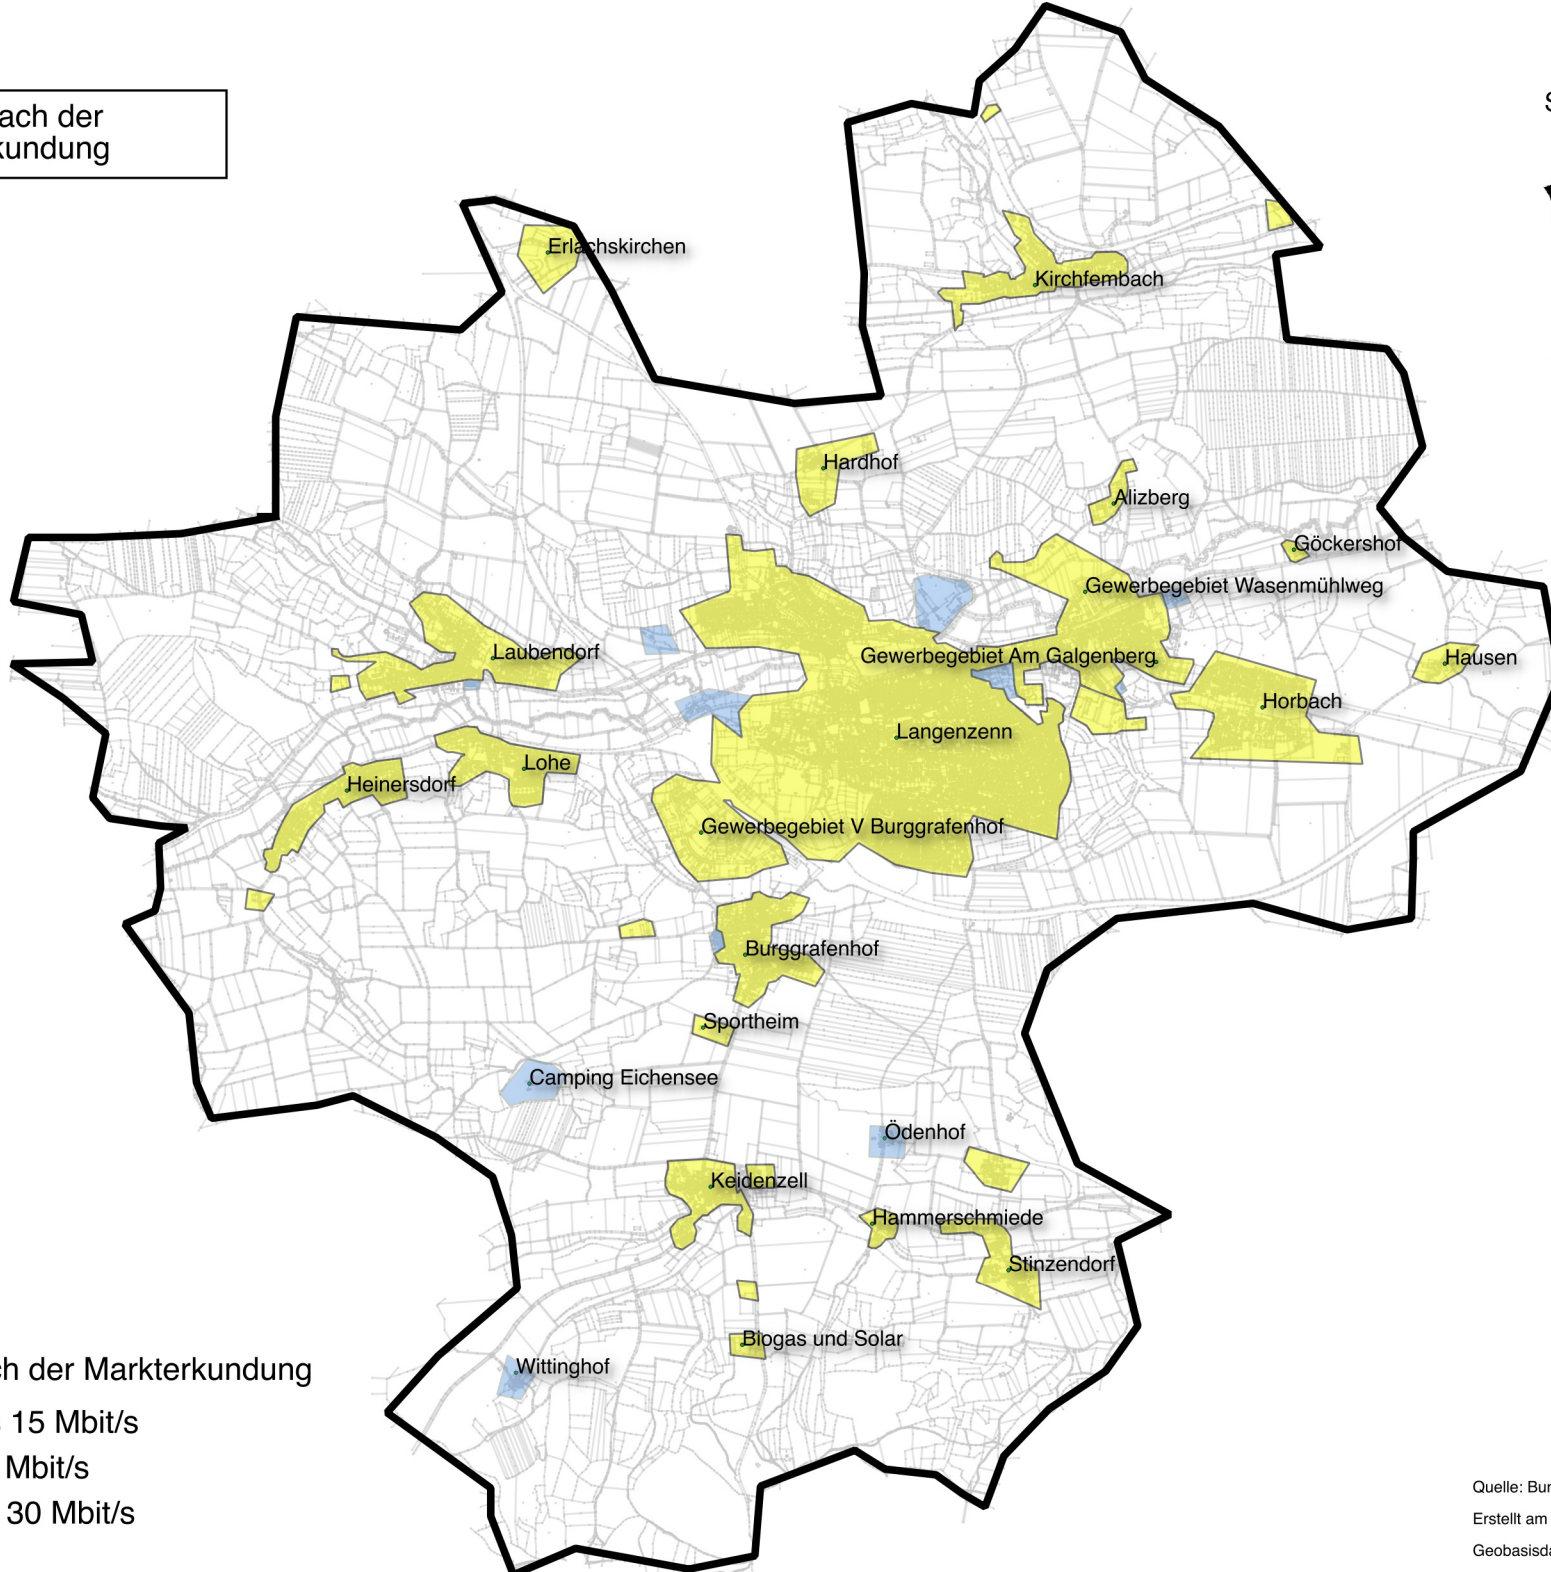 ach der
kundung
S
Erlachskirchen
Kirchfembach
Hardhof
Alizberg
Göckershof
Gewerbegebiet Wasenmühlweg
Laubendorf
Gewerbegebiet Am Galgenberg
Hausen
Horbach
Langenzenn
Lohe
Heinersdorf
Gewerbegebiet V Burggrafenhof
Burggrafenhof
Sportheim
Camping Eichensee
Ödenhof
Keidenzell
Hammerschmiede
Stinzendorf
Biogas und Solar
Wittinghof
ch der Markterkundung
15 Mbit/s
Mbit/s
30 Mbit/s
Quelle: Bur
Erstellt am
Geobasisda